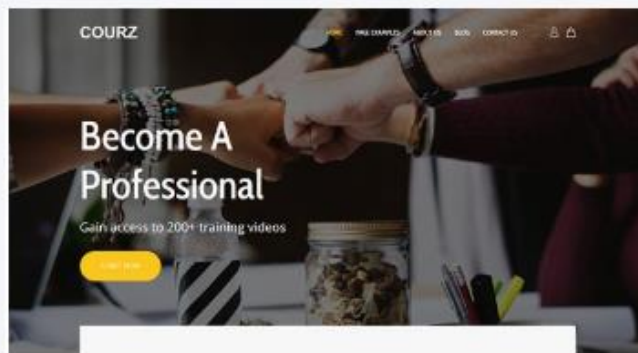 COURZ
HOME PAGE EXAMPLES ABOUT US BLOG CONTACT US
Become A
Professional
Gain access to 200+ training videos